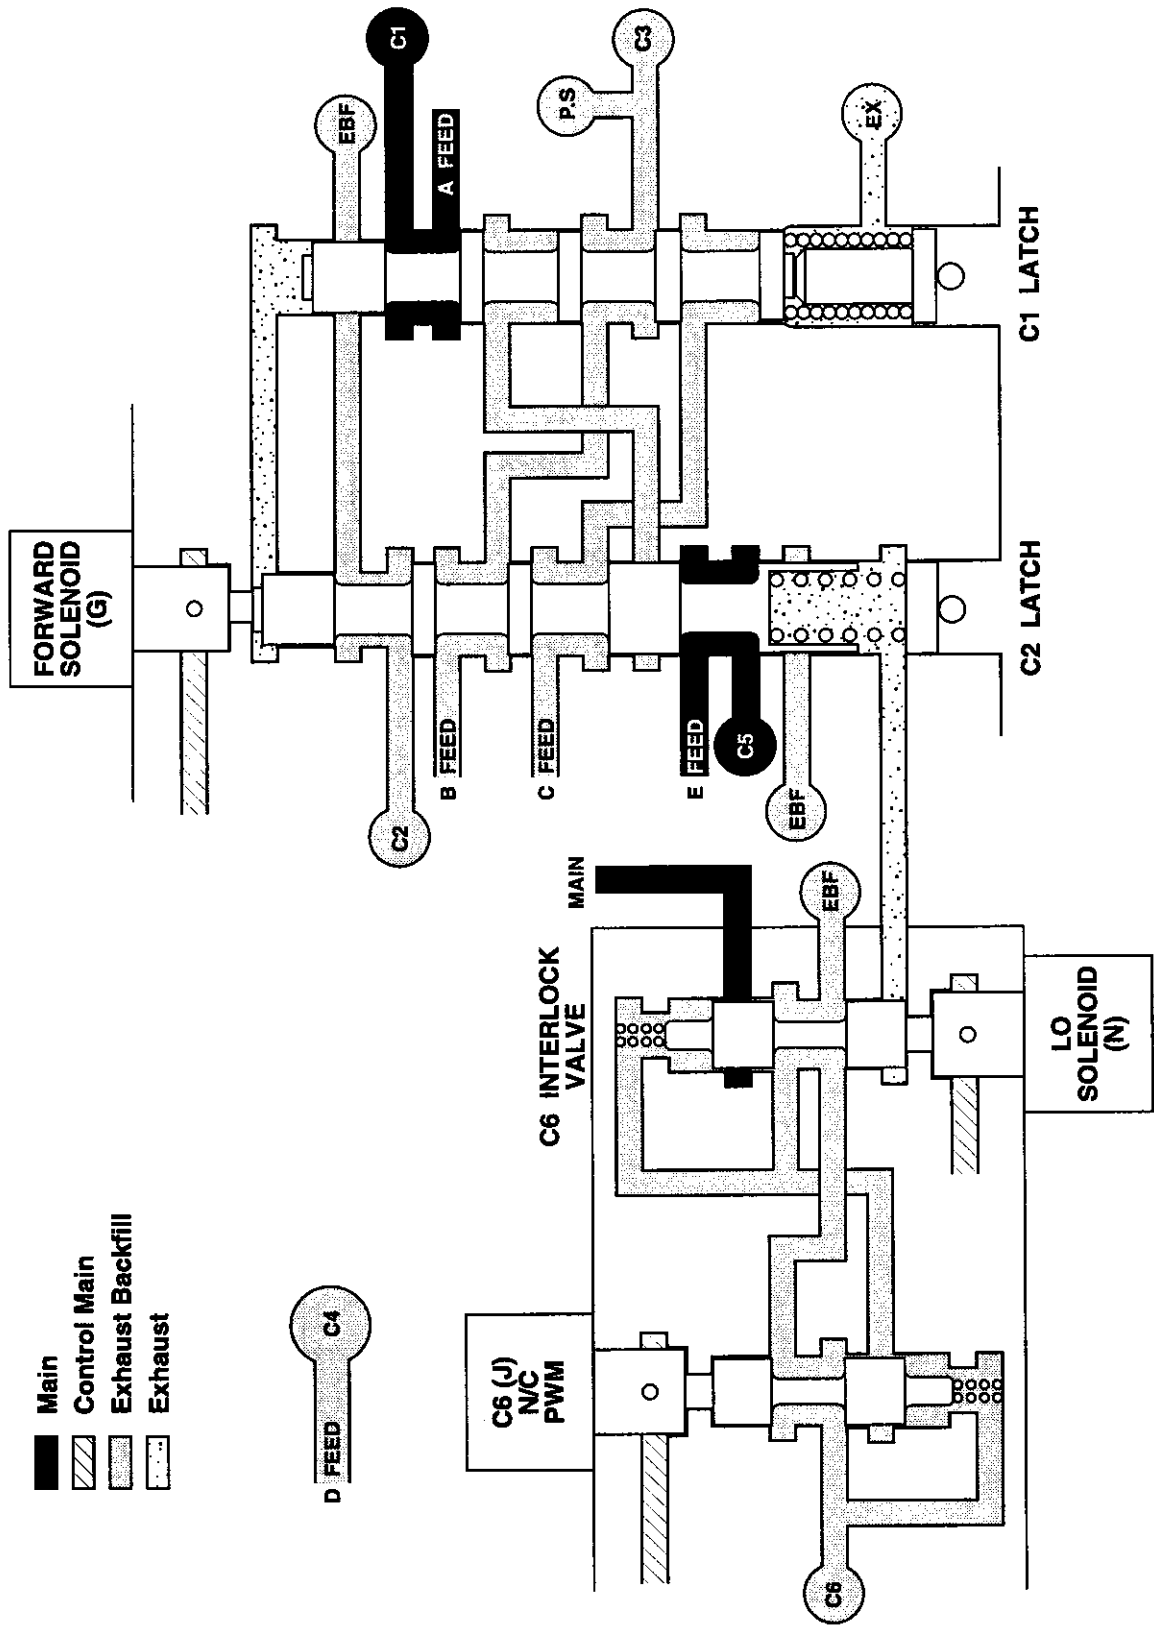 Main
Control Main
Exhaust Backfill
Exhaust
D FEED
C4
C6 (J)
N/C
PWM
C6
C6 INTERLOCK
VALVE
MAIN
EBF
LO
SOLENOID
(N)
FORWARD
SOLENOID
(G)
C2
B FEED
C FEED
E FEED
C5
EBF
C2 LATCH
EBF
C1
A FEED
P.S
C3
EX
C1 LATCH